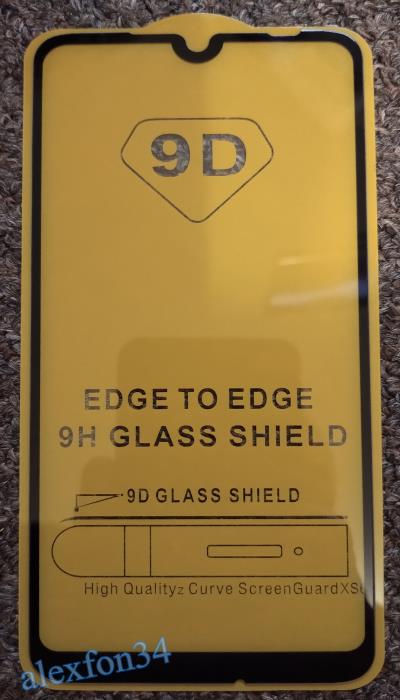 9D
EDGE TO EDGE
9H GLASS SHIELD
9D GLASS SHIELD
High Qualityz Curve ScreenGuardXS
alexfon34